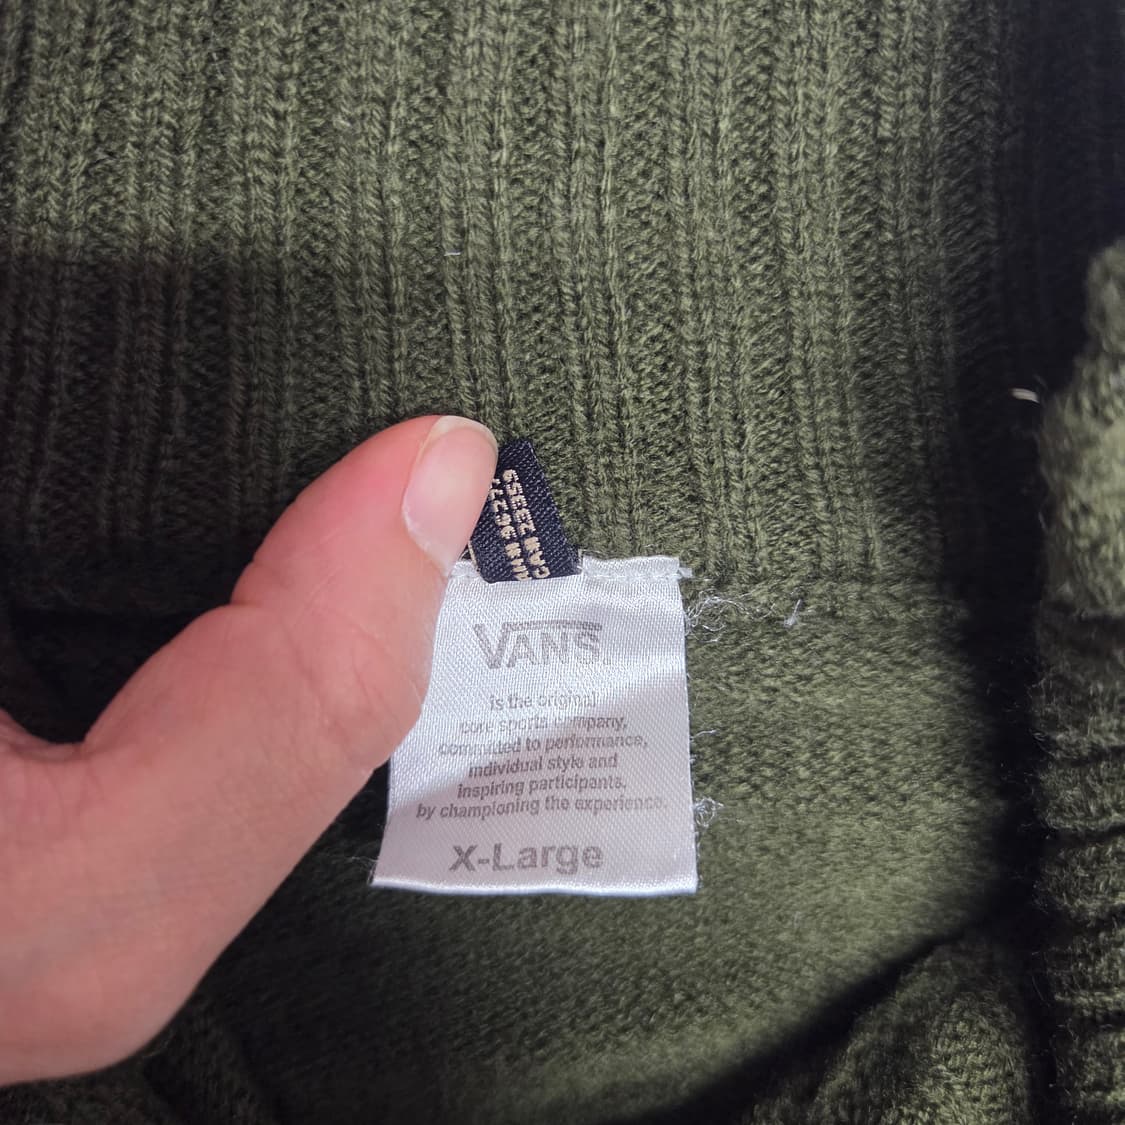 VANS.
is the original
core sports company,
committed to performance,
individual style and
inspiring participants,
by championing the experience.
X-Large